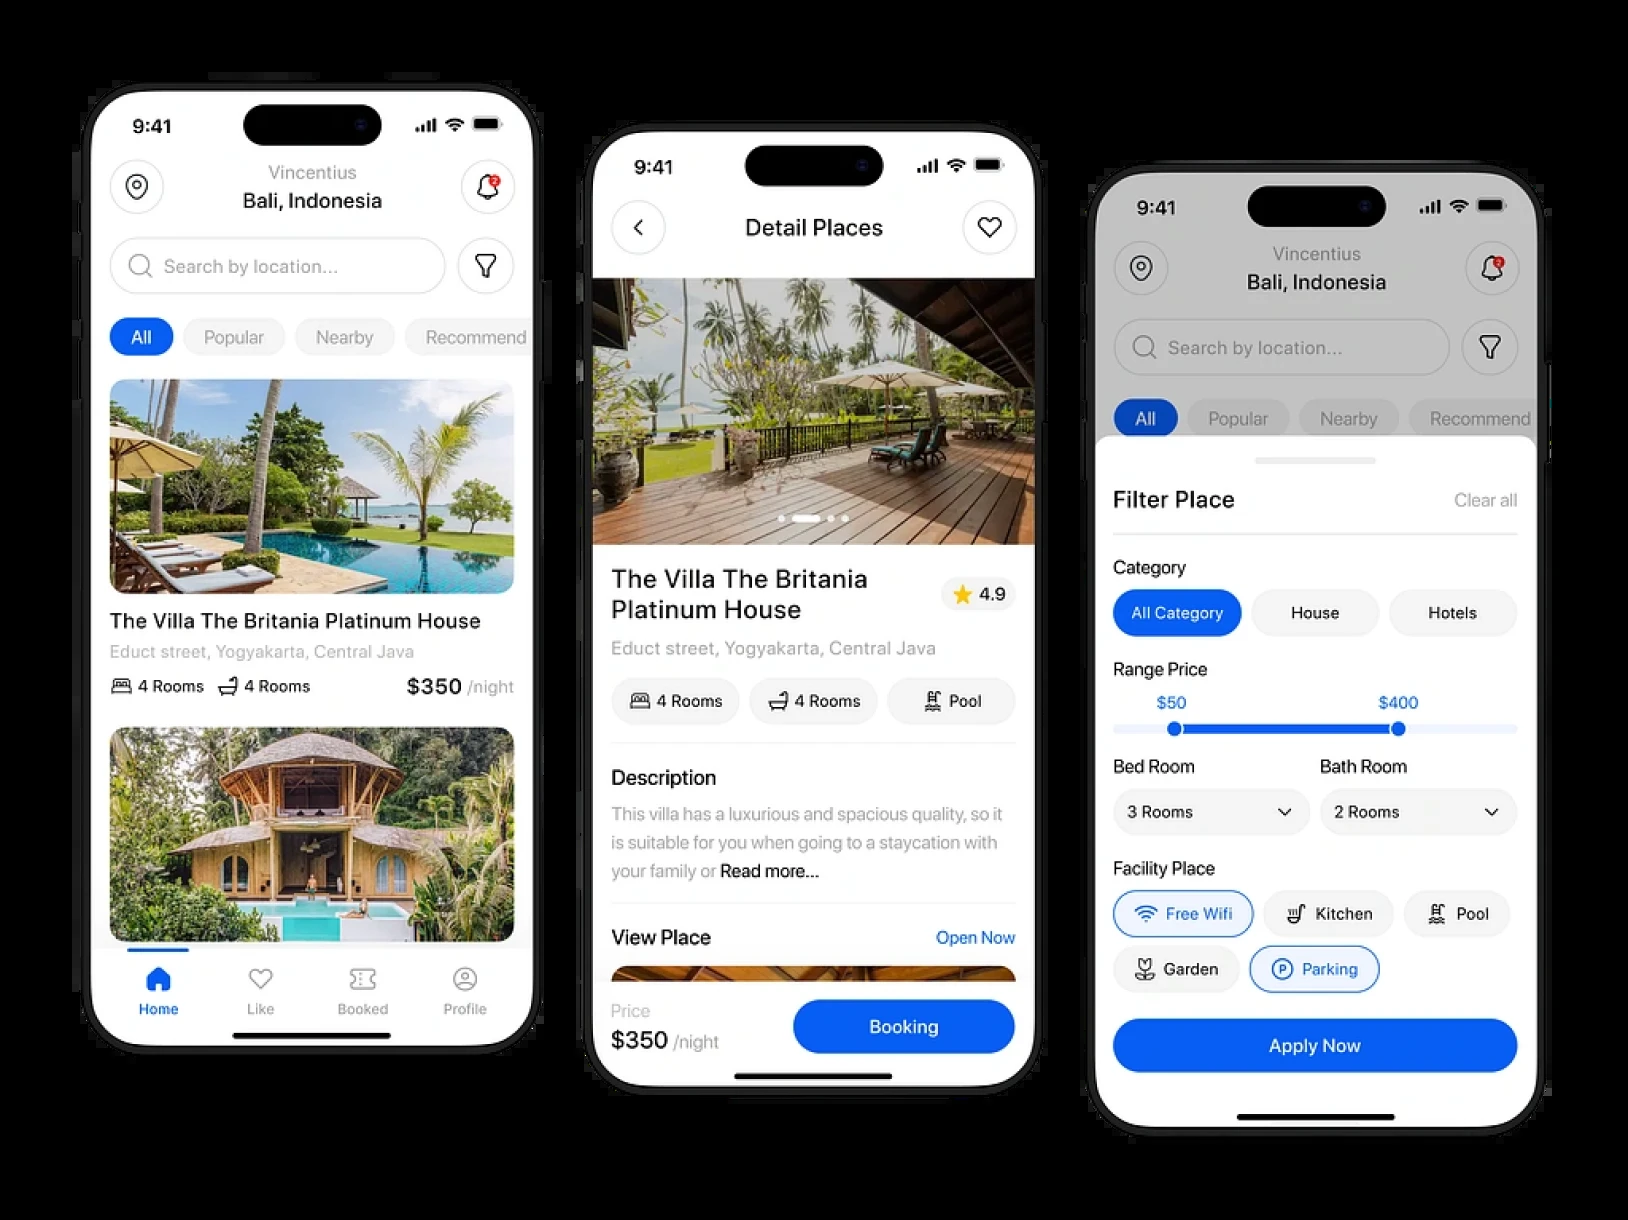 9:41
Vincentius
Bali, Indonesia
2
Search by location...
All
Popular
Nearby
Recommend
The Villa The Britania Platinum House
Educt street, Yogyakarta, Central Java
4 Rooms
4 Rooms
$350 /night
Home
Like
Booked
Profile
9:41
Detail Places
The Villa The Britania
Platinum House
4.9
Educt street, Yogyakarta, Central Java
4 Rooms
4 Rooms
Pool
Description
This villa has a luxurious and spacious quality, so it
is suitable for you when going to a staycation with
your family or Read more...
View Place
Open Now
Price
$350 /night
Booking
9:41
Vincentius
Bali, Indonesia
2
Search by location...
All
Popular
Nearby
Recommend
Filter Place
Clear all
Category
All Category
House
Hotels
Range Price
$50
$400
Bed Room
Bath Room
3 Rooms
2 Rooms
Facility Place
Free Wifi
Kitchen
Pool
Garden
P
Parking
Apply Now